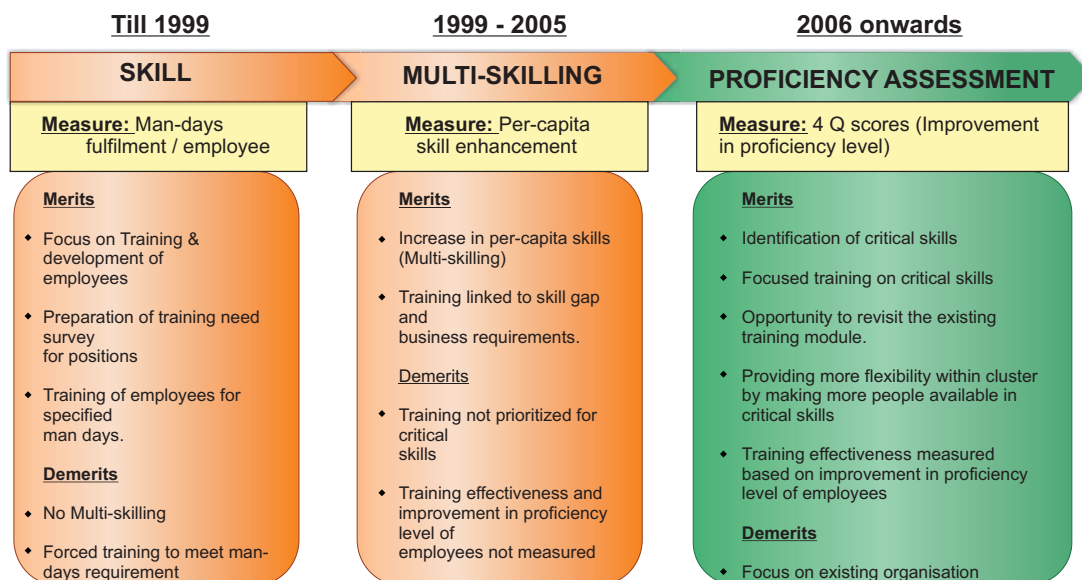 Till 1999
1999 - 2005
2006 onwards
SKILL
MULTI-SKILLING
PROFICIENCY ASSESSMENT
Measure: Man-days
fulfilment / employee
Measure: Per-capita
skill enhancement
Measure: 4 Q scores (Improvement
in proficiency level)
Merits
Focus on Training &
development of
employees
Preparation of training need
survey
for positions
Training of employees for
specified
man days.
Demerits
No Multi-skilling
Forced training to meet man-
days requirement
Merits
Increase in per-capita skills
(Multi-skilling)
Training linked to skill gap
and
business requirements.
Demerits
Training not prioritized for
critical
skills
Training effectiveness and
improvement in proficiency
level of
employees not measured
Merits
Identification of critical skills
Focused training on critical skills
Opportunity to revisit the existing
training module.
Providing more flexibility within cluster
by making more people available in
critical skills
Training effectiveness measured
based on improvement in proficiency
level of employees
Demerits
Focus on existing organisation